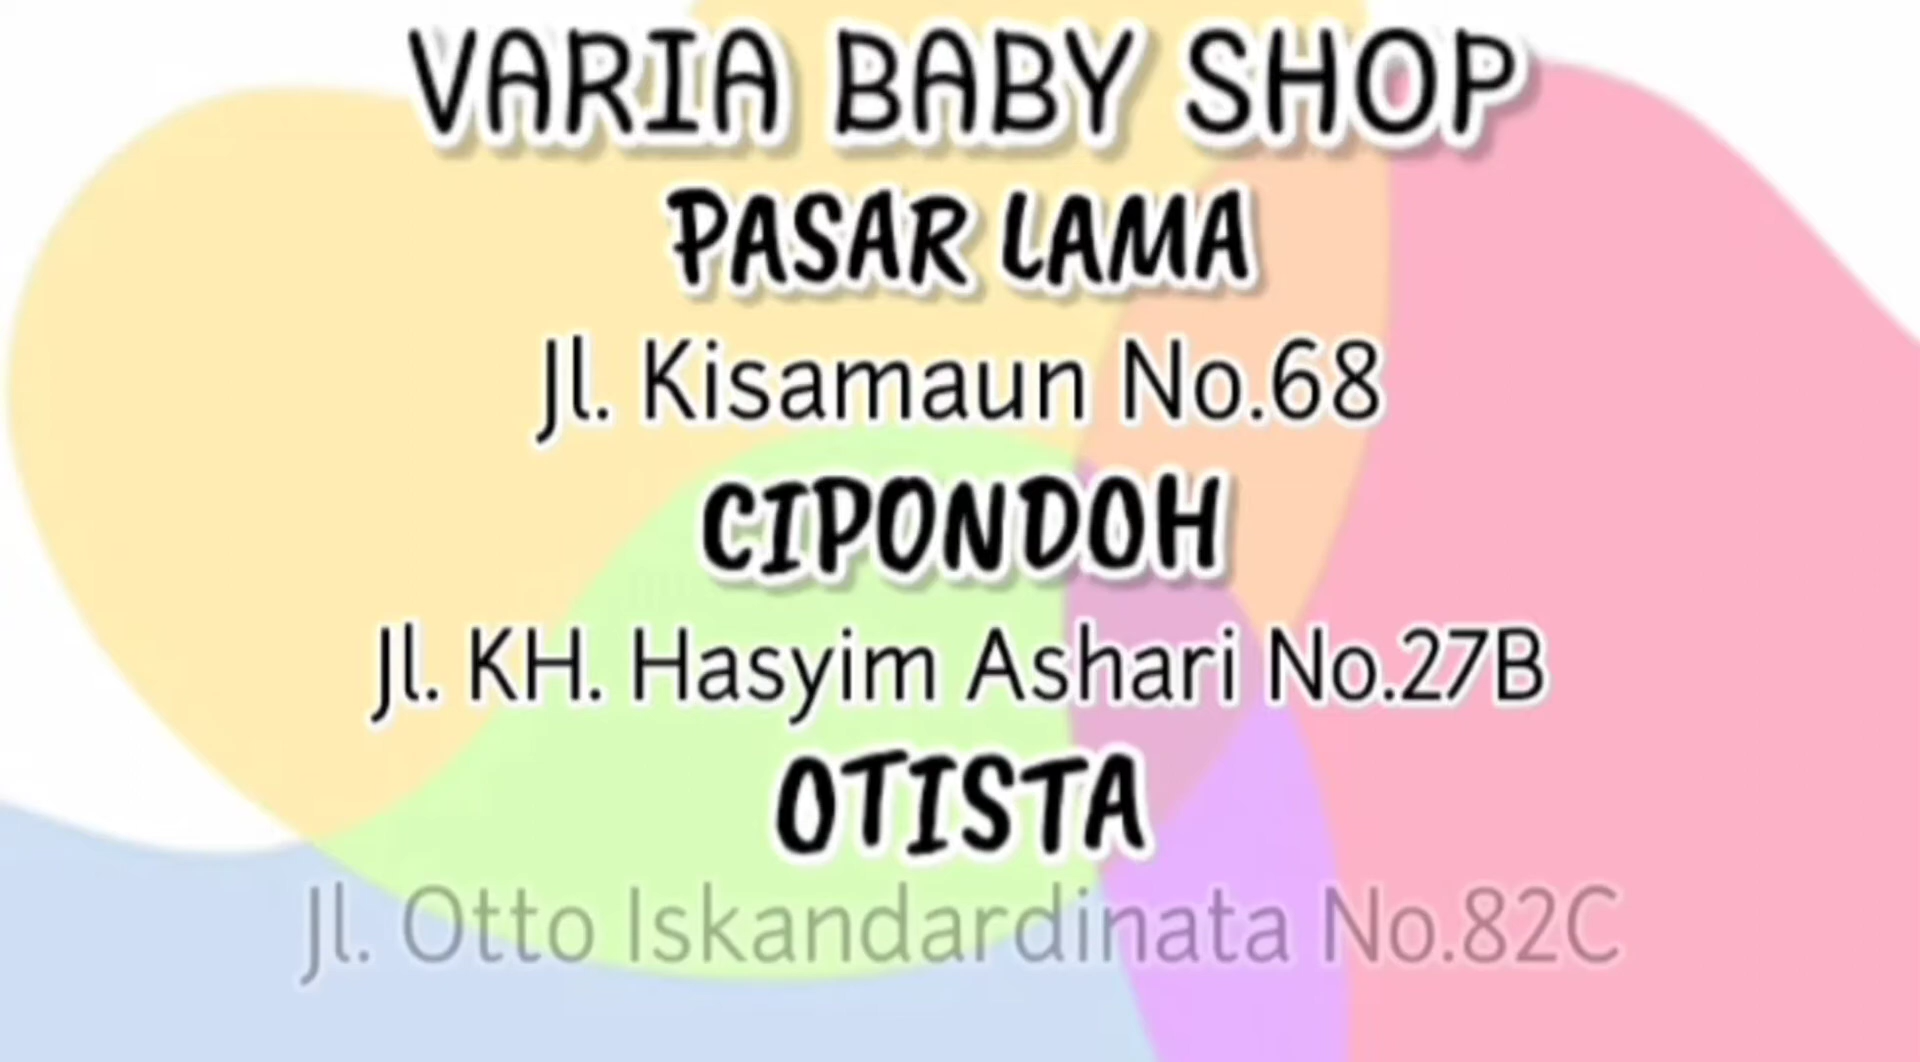 VARIA BABY SHOP
PASAR LAMA
Jl. Kisamaun No.68
CIPONDOH
Jl. KH. Hasyim Ashari No.27B
OTISTA
Jl. Otto Iskandardinata No.82C